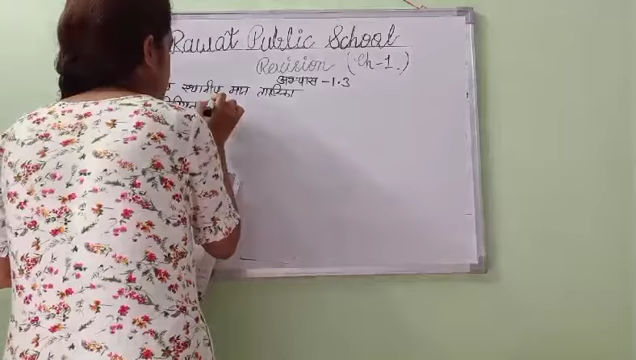 Rawat Public School
Revision (Ch-1.)
अभ्यास - 1.3
स्थानीय मान तालिका